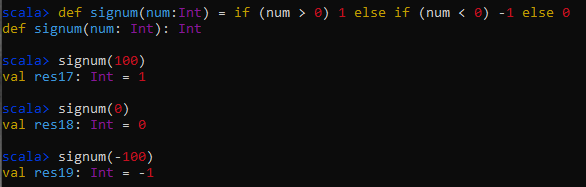 scala> def signum(num:Int) = if (num > 0) 1 else if (num < 0) -1 else 0
def signum(num: Int): Int
scala> signum(100)
val res17: Int = 1
scala> signum(0)
val res18: Int = 0
scala> signum(-100)
val res19: Int = -1